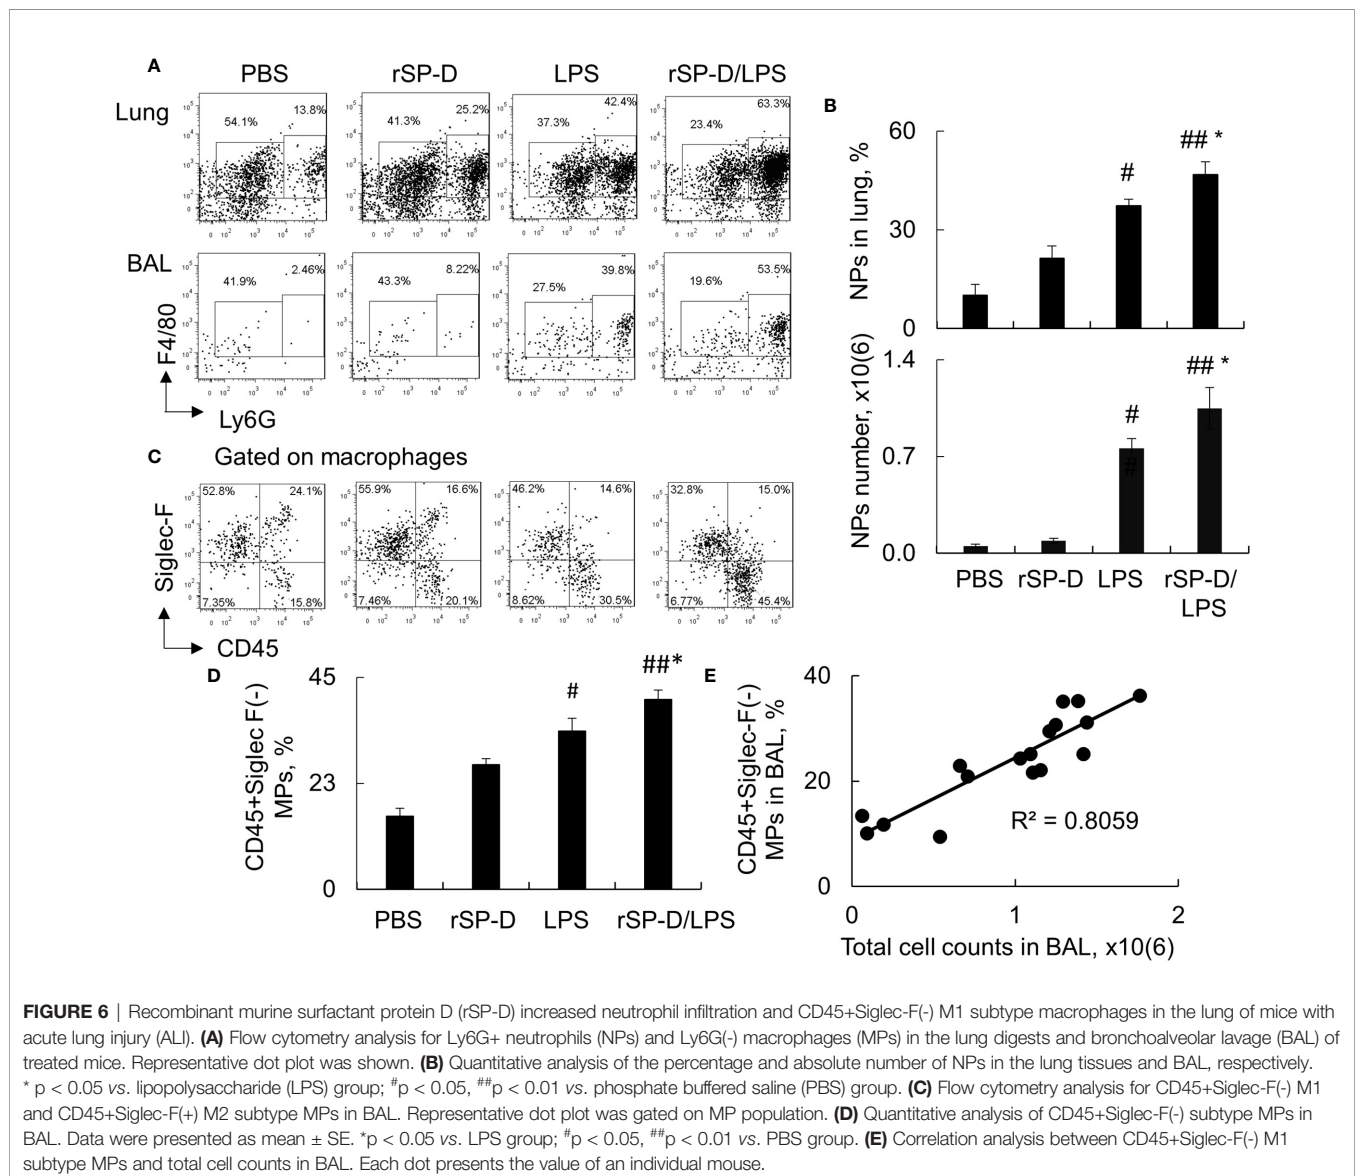 A
PBS
rSP-D
LPS
rSP-D/LPS
Lung
54.1%
13.8%
41.3%
25.2%
37.3%
42.4%
23.4%
63.3%
BAL
41.9%
2.46%
43.3%
8.22%
27.5%
39.8%
19.6%
53.5%
F4/80
Ly6G
B
NPs in lung, %
60
30
0
#
## *
NPs number, x10(6)
1.4
0.7
0.0
#
#
## *
PBS
rSP-D
LPS
rSP-D/
LPS
C
Gated on macrophages
Siglec-F
52.8%
24.1%
7.35%
15.8%
55.9%
16.6%
7.46%
20.1%
46.2%
14.6%
8.62%
30.5%
32.8%
15.0%
6.77%
45.4%
CD45
D
CD45+Siglec F(-)
MPs, %
45
23
0
#
##*
PBS
rSP-D
LPS
rSP-D/LPS
E
CD45+Siglec-F(-)
MPs in BAL, %
40
20
0
R² = 0.8059
0
1
2
Total cell counts in BAL, x10(6)
FIGURE 6 | Recombinant murine surfactant protein D (rSP-D) increased neutrophil infiltration and CD45+Siglec-F(-) M1 subtype macrophages in the lung of mice with
acute lung injury (ALI). (A) Flow cytometry analysis for Ly6G+ neutrophils (NPs) and Ly6G(-) macrophages (MPs) in the lung digests and bronchoalveolar lavage (BAL) of
treated mice. Representative dot plot was shown. (B) Quantitative analysis of the percentage and absolute number of NPs in the lung tissues and BAL, respectively.
* p < 0.05 vs. lipopolysaccharide (LPS) group; #p < 0.05, ##p < 0.01 vs. phosphate buffered saline (PBS) group. (C) Flow cytometry analysis for CD45+Siglec-F(-) M1
and CD45+Siglec-F(+) M2 subtype MPs in BAL. Representative dot plot was gated on MP population. (D) Quantitative analysis of CD45+Siglec-F(-) subtype MPs in
BAL. Data were presented as mean ± SE. *p < 0.05 vs. LPS group; #p < 0.05, ##p < 0.01 vs. PBS group. (E) Correlation analysis between CD45+Siglec-F(-) M1
subtype MPs and total cell counts in BAL. Each dot presents the value of an individual mouse.